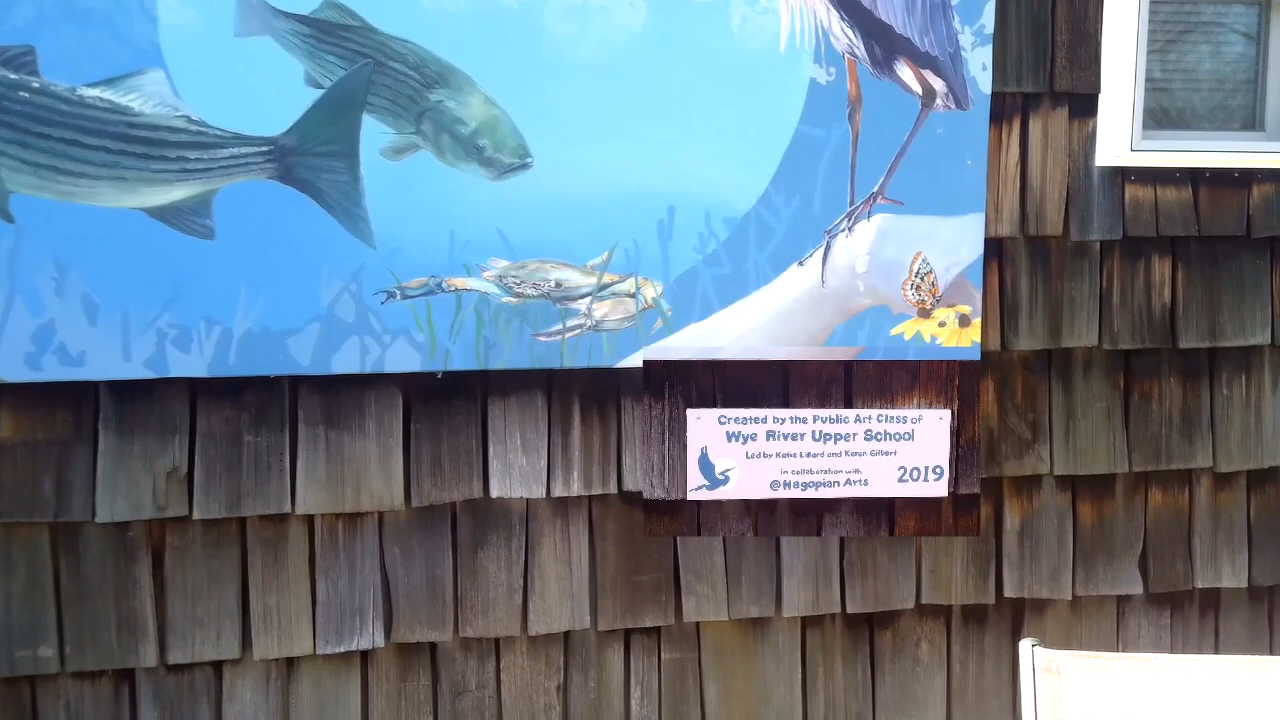 Created by the Public Art Class of
Wye River Upper School
Led by Katie Lillard and Karen Gilbert
in collaboration with
@Hagopian Arts
2019